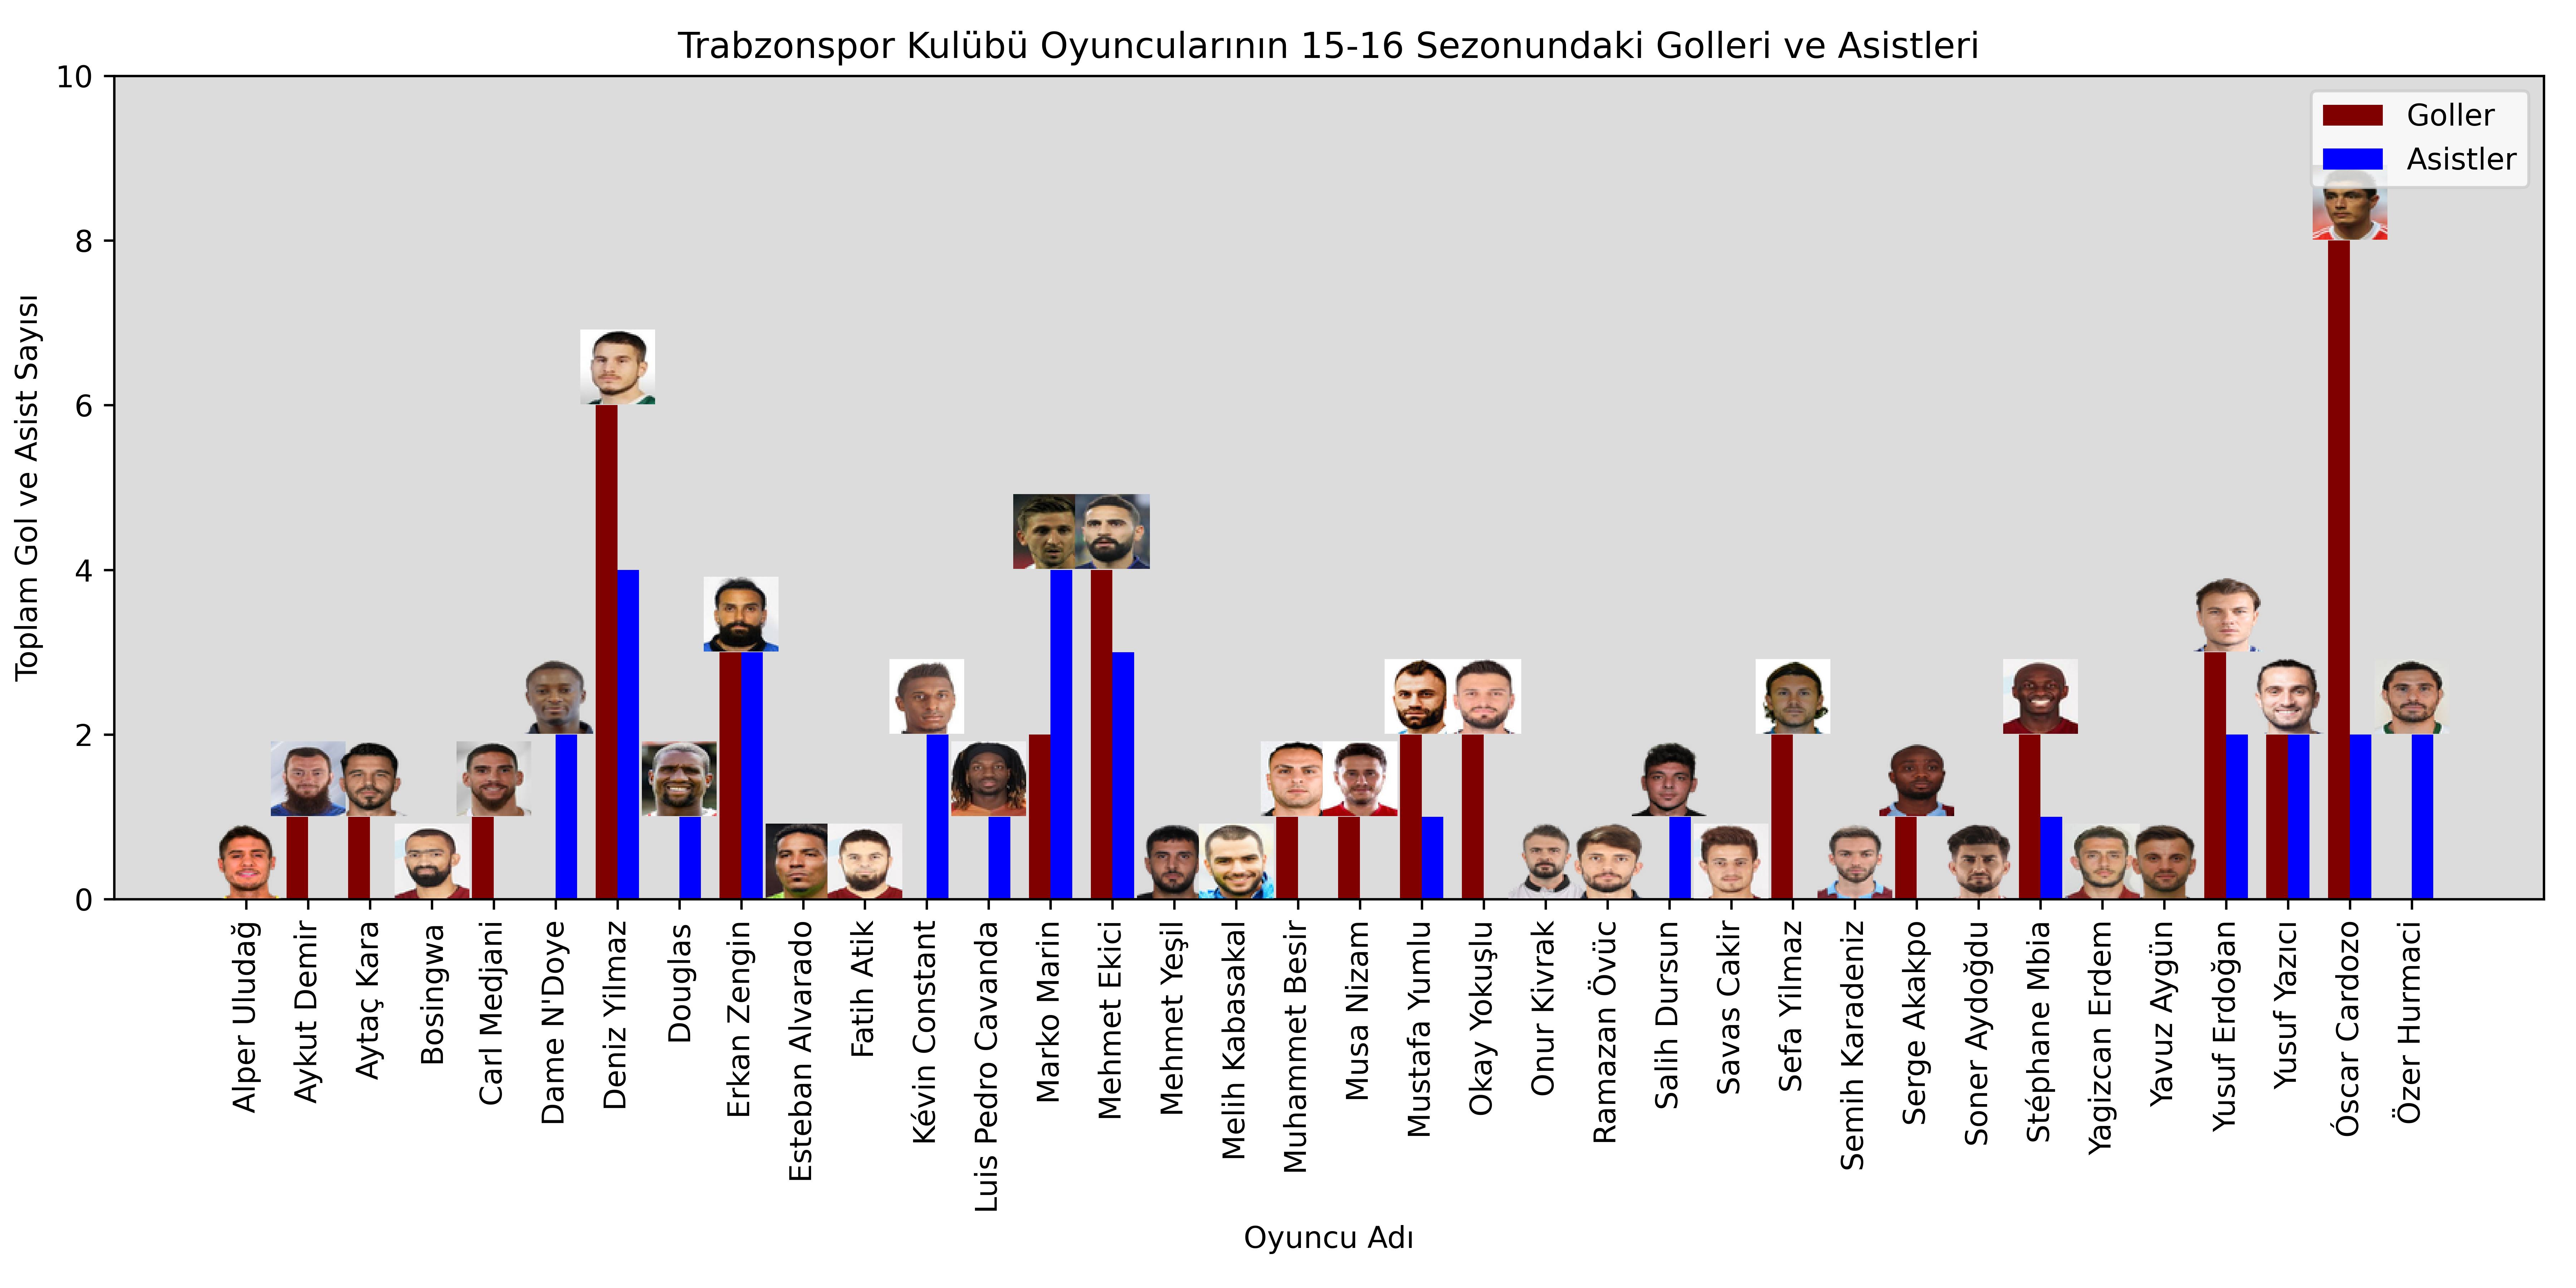 Trabzonspor Kulübü Oyuncularının 15-16 Sezonundaki Golleri ve Asistleri
Toplam Gol ve Asist Sayısı
10
8
6
4
2
0
Goller
Asistler
Alper Uludağ
Aykut Demir
Aytaç Kara
Bosingwa
Carl Medjani
Dame N'Doye
Deniz Yilmaz
Douglas
Erkan Zengin
Esteban Alvarado
Fatih Atik
Kévin Constant
Luis Pedro Cavanda
Marko Marin
Mehmet Ekici
Mehmet Yeşil
Melih Kabasakal
Muhammet Besir
Musa Nizam
Mustafa Yumlu
Okay Yokuşlu
Onur Kivrak
Ramazan Övüc
Salih Dursun
Savas Cakir
Sefa Yilmaz
Semih Karadeniz
Serge Akakpo
Soner Aydoğdu
Stéphane Mbia
Yagizcan Erdem
Yavuz Aygün
Yusuf Erdoğan
Yusuf Yazıcı
Óscar Cardozo
Özer Hurmaci
Oyuncu Adı